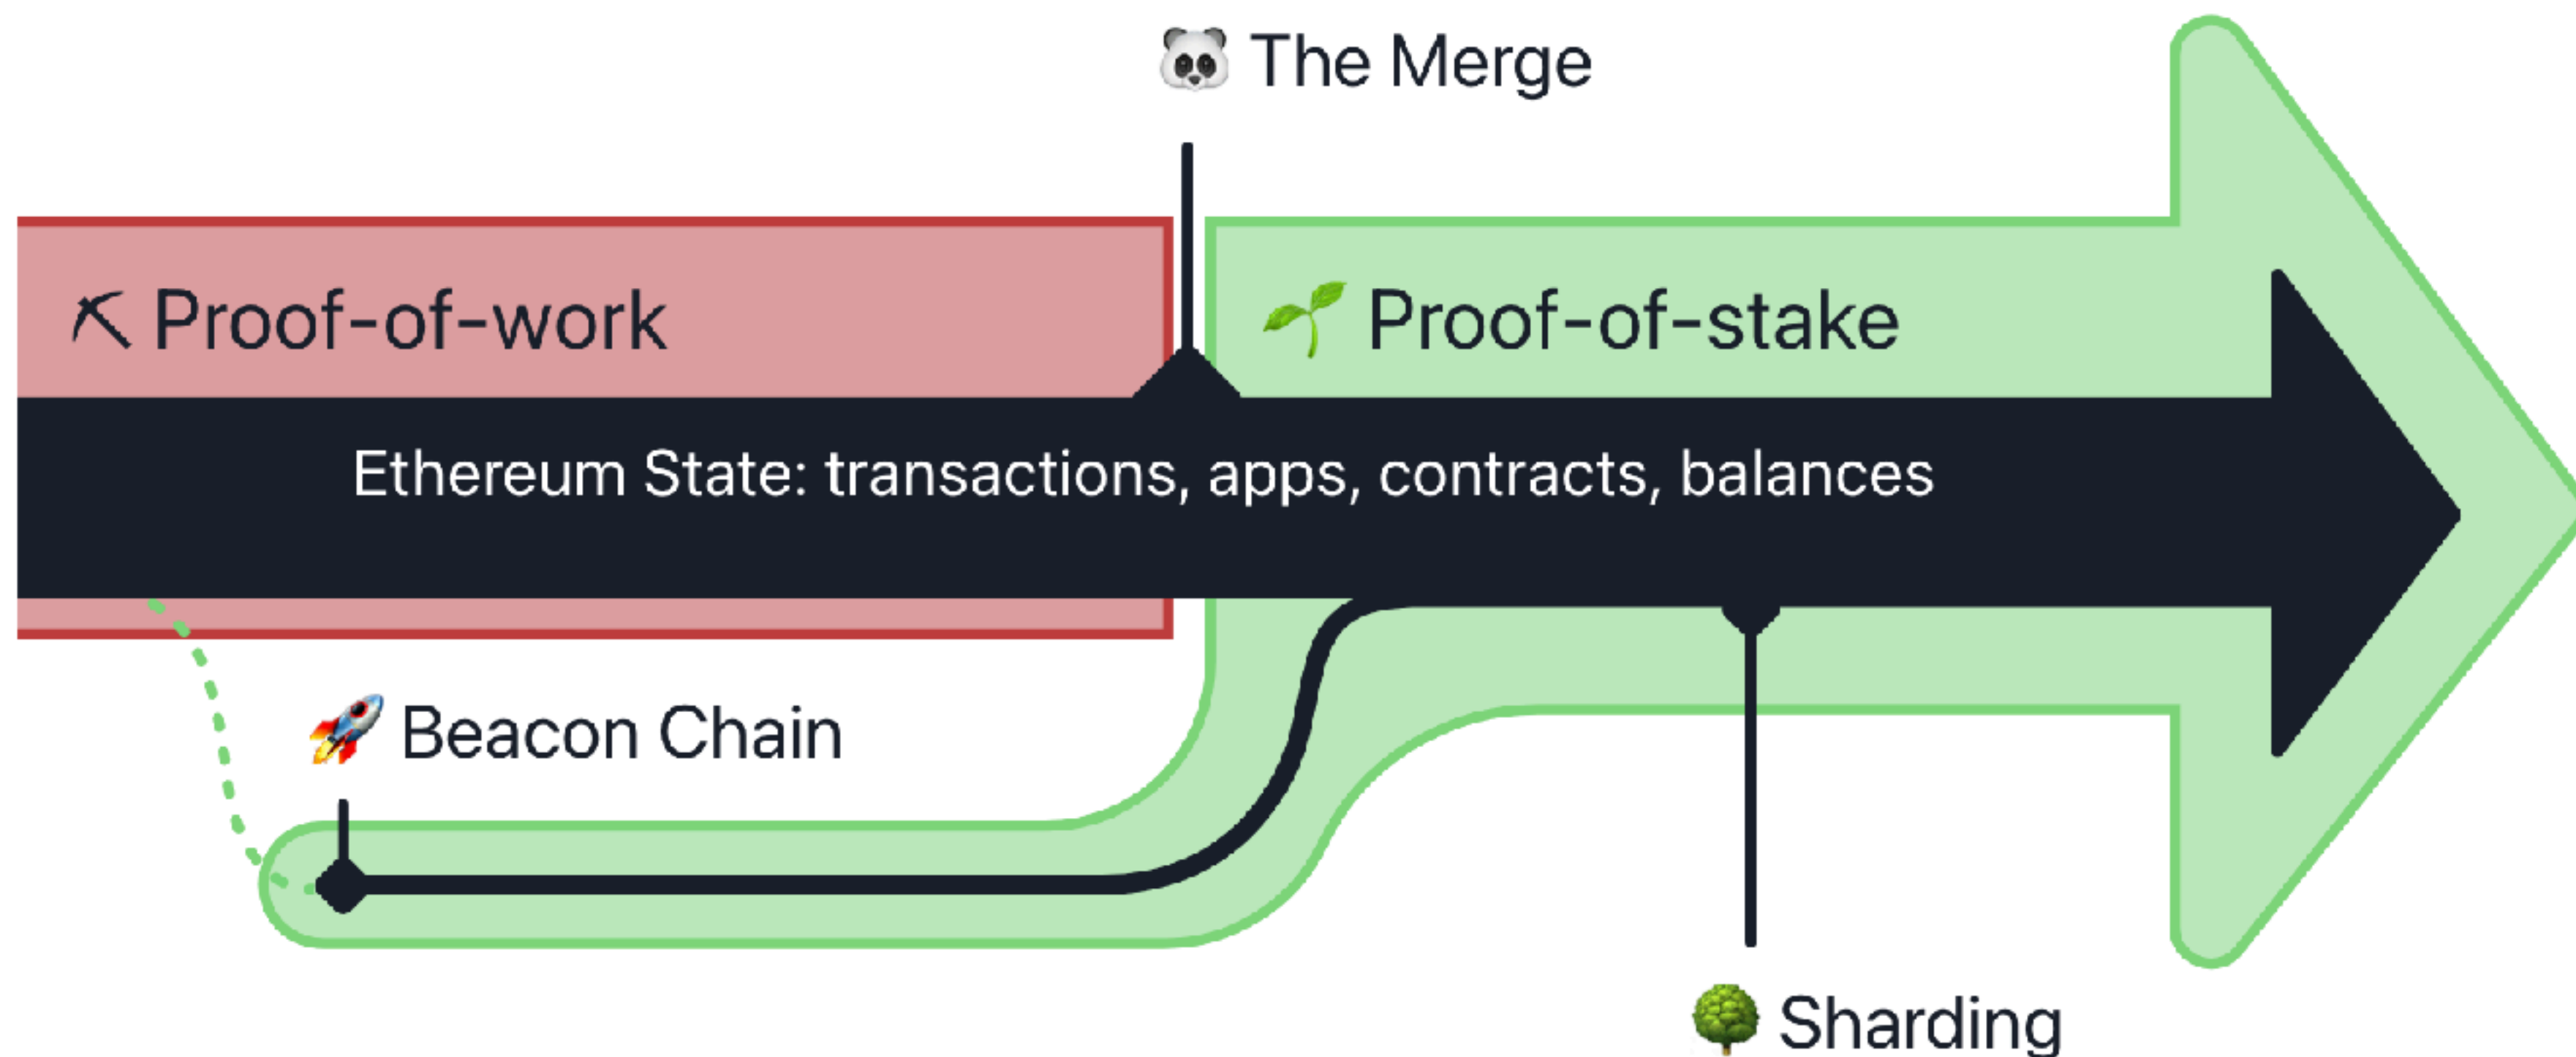 🐼 The Merge
⛏ Proof-of-work
🌱 Proof-of-stake
Ethereum State: transactions, apps, contracts, balances
🚀 Beacon Chain
🌳 Sharding